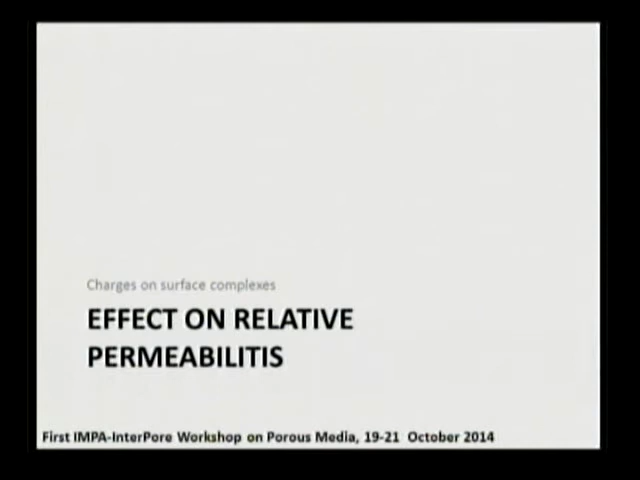 Charges on surface complexes
EFFECT ON RELATIVE
PERMEABILITIS
First IMPA-InterPore Workshop on Porous Media, 19-21 October 2014